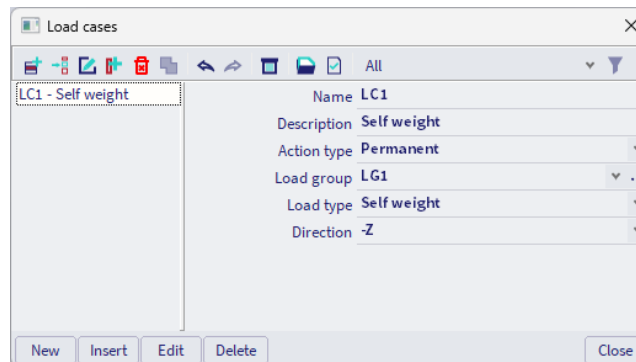 Load cases
All
LC1 - Self weight
Name LC1
Description Self weight
Action type Permanent
Load group LG1
Load type Self weight
Direction -Z
New Insert Edit Delete Close